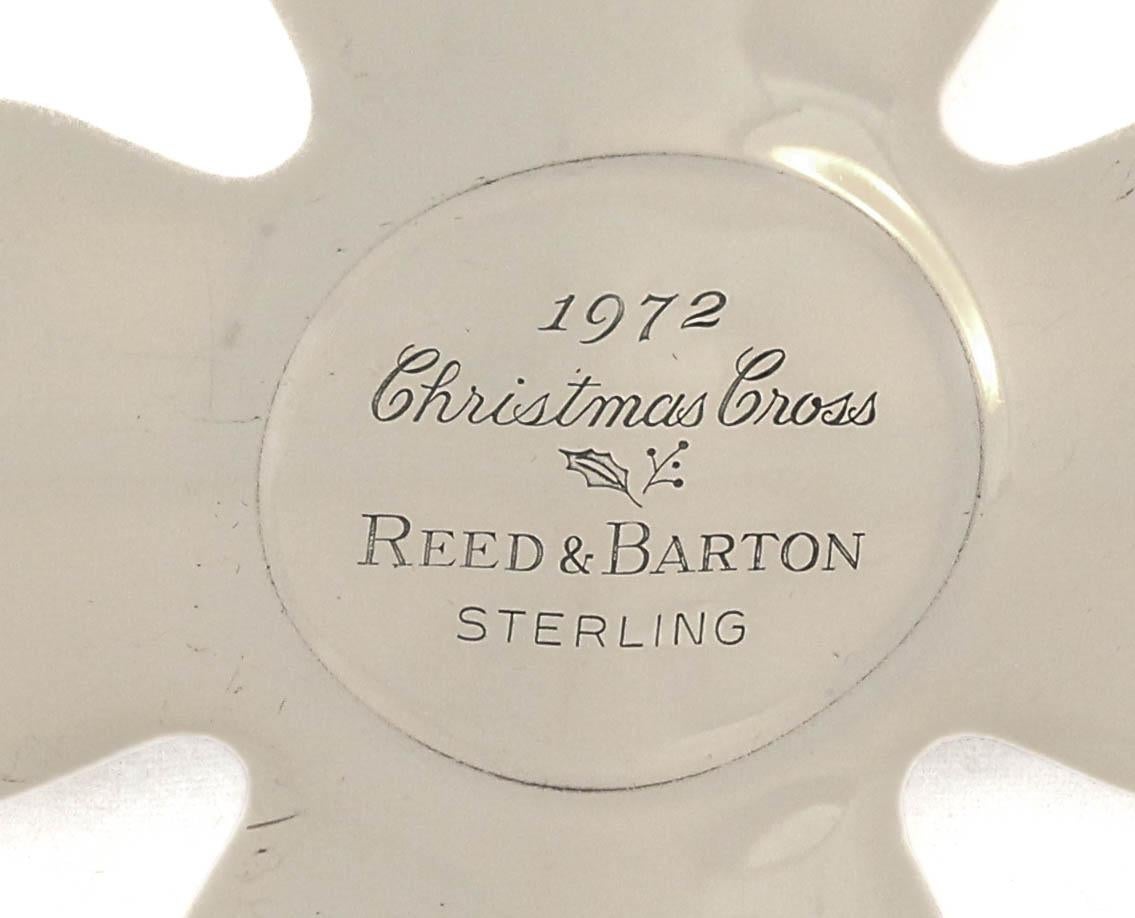 1972
Christmas Cross
REED & BARTON
STERLING